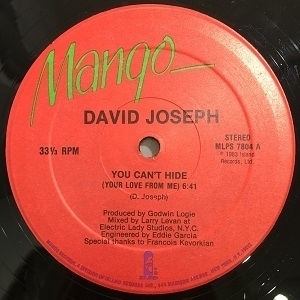 Mango
DAVID JOSEPH
33⅓ RPM
STEREO
MLPS 7804 A
℗ 1983 Island
Records, Ltd.
YOU CAN'T HIDE
(YOUR LOVE FROM ME) 6:41
(D. Joseph)
Produced by Godwin Logie
Mixed by Larry Levan at
Electric Lady Studios, N.Y.C.
Engineered by Eddie Garcia
Special thanks to Francois Kevorkian